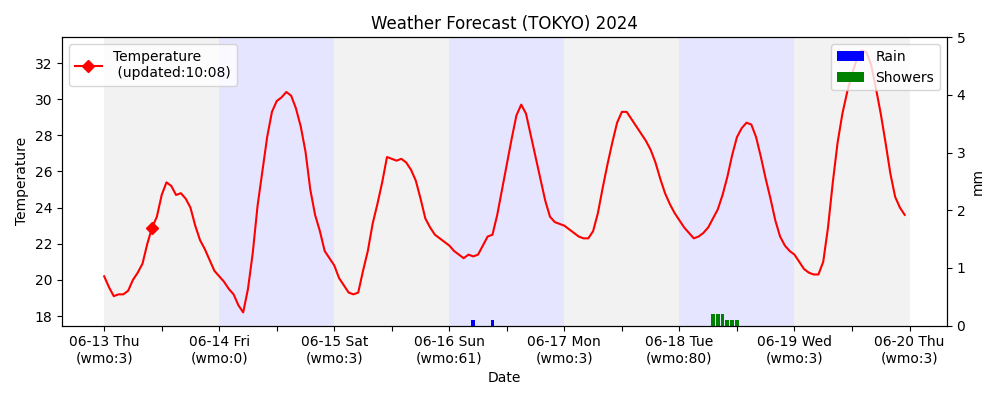 Weather Forecast (TOKYO) 2024
Temperature
(updated:10:08)
Rain
Showers
Temperature
32
30
28
26
24
22
20
18
5
4
3
2
1
0
mm
06-13 Thu
(wmo:3)
06-14 Fri
(wmo:0)
06-15 Sat
(wmo:3)
06-16 Sun
(wmo:61)
06-17 Mon
(wmo:3)
06-18 Tue
(wmo:80)
06-19 Wed
(wmo:3)
06-20 Thu
(wmo:3)
Date